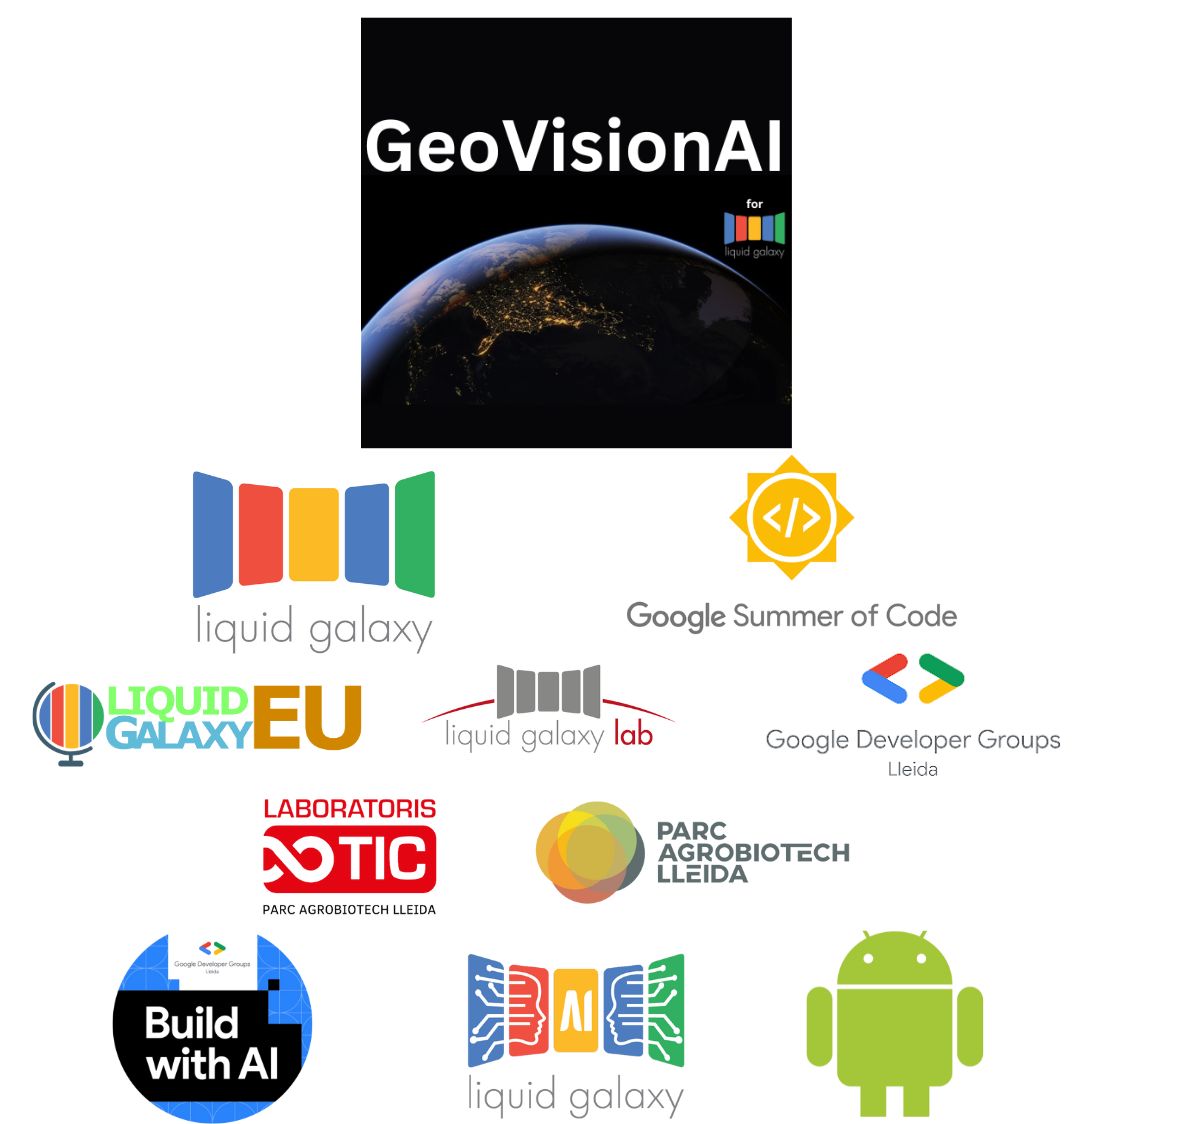 GeoVisionAI
for
liquid galaxy
liquid galaxy
</>
Google Summer of Code
LIQUID
GALAXY
EU
liquid galaxy lab
Google Developer Groups
Lleida
LABORATORIS
TIC
PARC AGROBIOTECH LLEIDA
PARC
AGROBIOTECH
LLEIDA
Google Developer Groups
Lleida
Build
with AI
AI
liquid galaxy